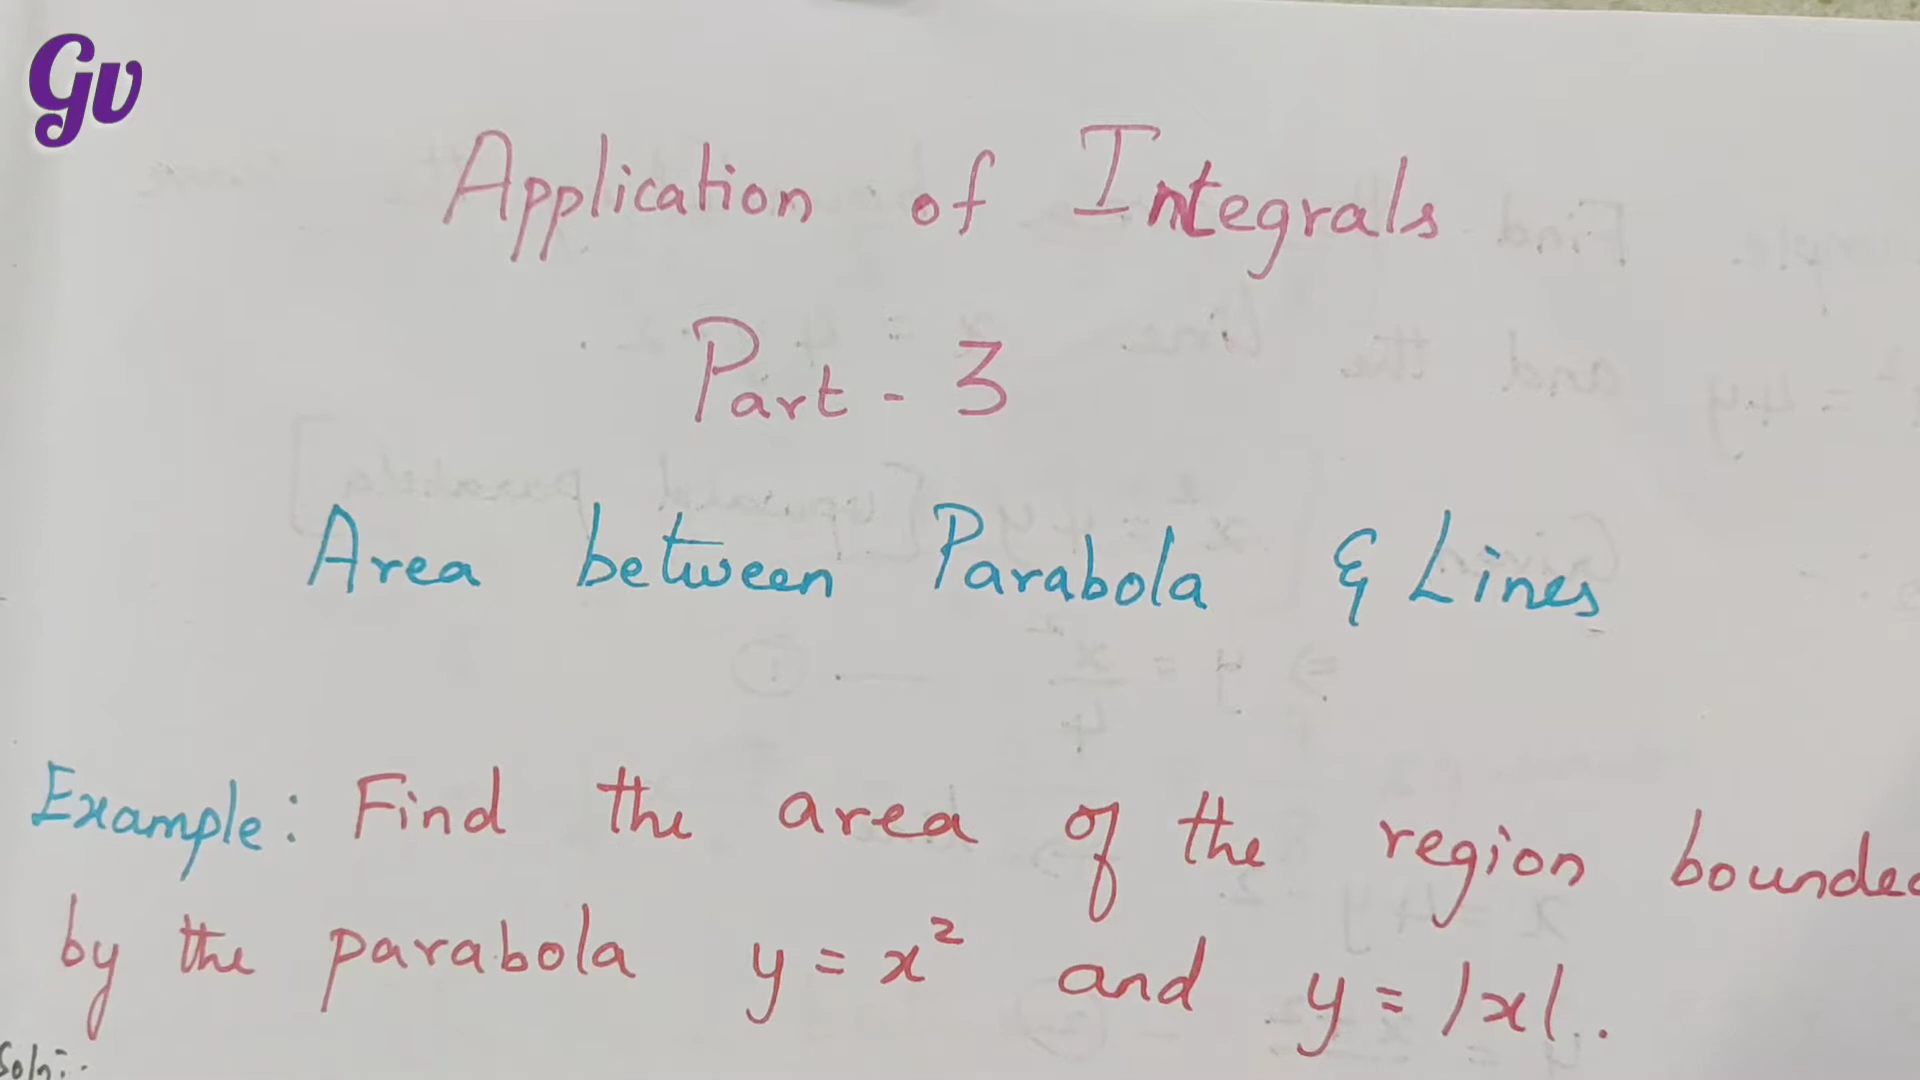 Gv
Application of Integrals
Part - 3
Area between Parabola & Lines
Example: Find the area of the region bounded
by the parabola y = x² and y = |x|.
Soln:-